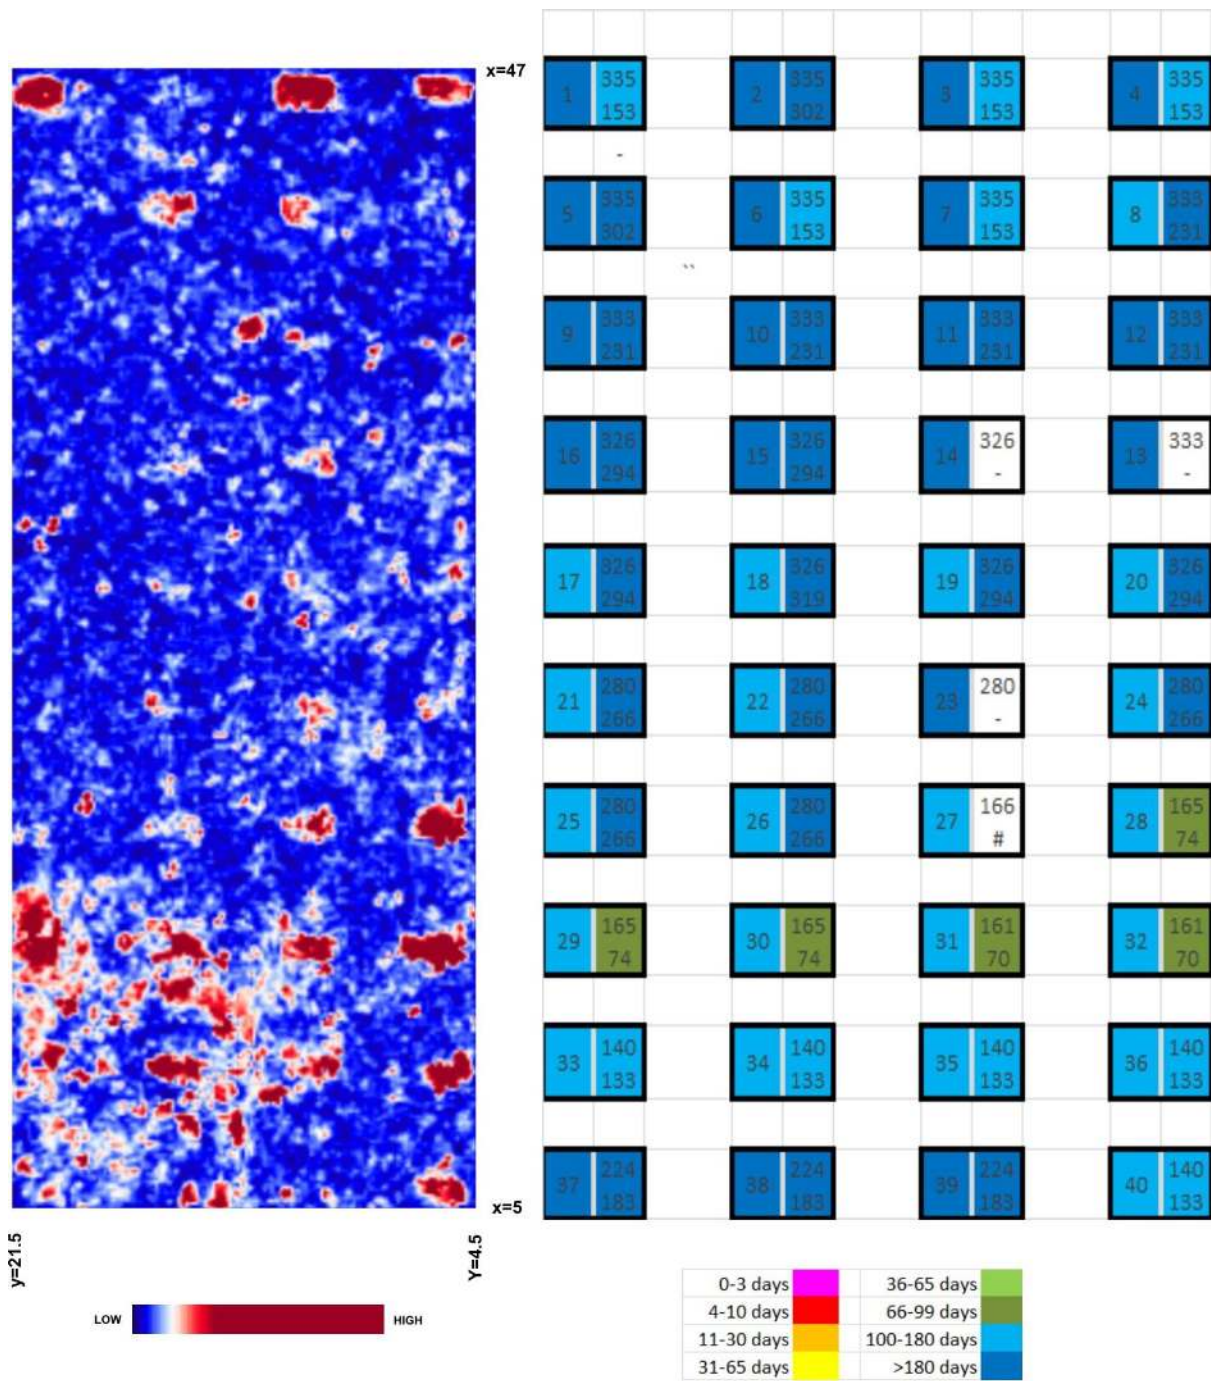 x=47
1 335 2 335 3 335 4 335
153 302 153 153
-
5 335 6 335 7 335 8 333
302 153 153 231
``
9 333 10 333 11 333 12 333
231 231 231 231
16 326 15 326 14 326 13 333
294 294 - -
17 326 18 326 19 326 20 326
294 319 294 294
21 280 22 280 23 280 24 280
266 266 - 266
25 280 26 280 27 166 28 165
266 266 # 74
29 165 30 165 31 161 32 161
74 74 70 70
33 140 34 140 35 140 36 140
133 133 133 133
37 224 38 224 39 224 40 140
183 183 183 133
x=5
y=21.5
Y=4.5
LOW HIGH
0-3 days 36-65 days
4-10 days 66-99 days
11-30 days 100-180 days
31-65 days >180 days